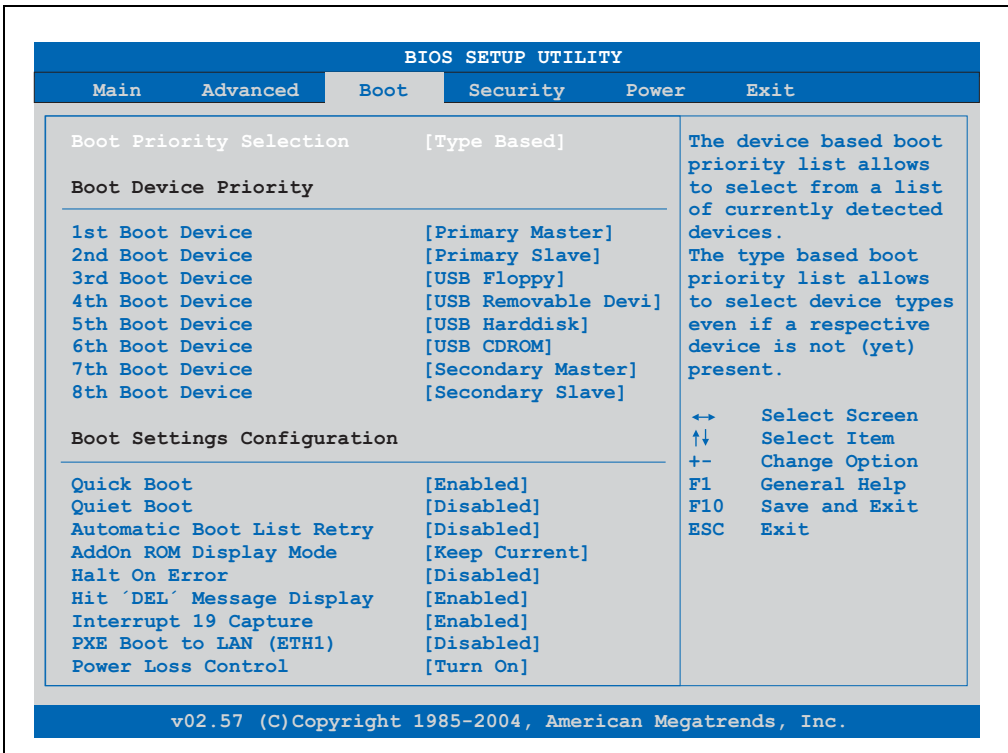 BIOS SETUP UTILITY
Main Advanced Boot Security Power Exit
Boot Priority Selection [Type Based]
Boot Device Priority
1st Boot Device [Primary Master]
2nd Boot Device [Primary Slave]
3rd Boot Device [USB Floppy]
4th Boot Device [USB Removable Devi]
5th Boot Device [USB Harddisk]
6th Boot Device [USB CDROM]
7th Boot Device [Secondary Master]
8th Boot Device [Secondary Slave]
Boot Settings Configuration
Quick Boot [Enabled]
Quiet Boot [Disabled]
Automatic Boot List Retry [Disabled]
AddOn ROM Display Mode [Keep Current]
Halt On Error [Disabled]
Hit ´DEL´ Message Display [Enabled]
Interrupt 19 Capture [Enabled]
PXE Boot to LAN (ETH1) [Disabled]
Power Loss Control [Turn On]
The device based boot
priority list allows
to select from a list
of currently detected
devices.
The type based boot
priority list allows
to select device types
even if a respective
device is not (yet)
present.
↔ Select Screen
↑↓ Select Item
+- Change Option
F1 General Help
F10 Save and Exit
ESC Exit
v02.57 (C)Copyright 1985-2004, American Megatrends, Inc.